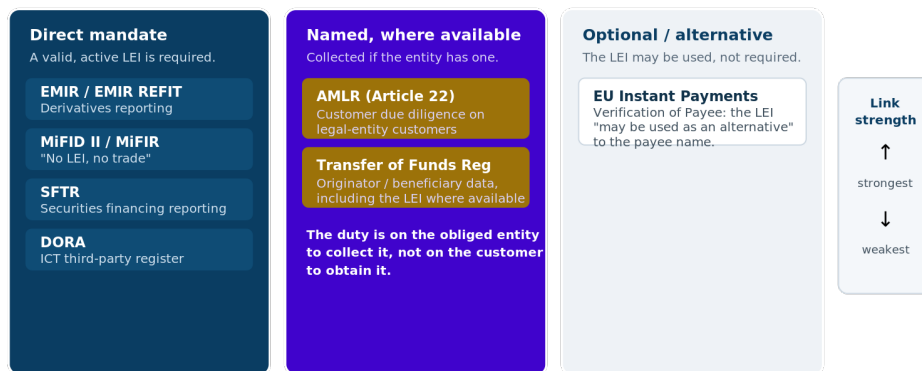 Direct mandate
A valid, active LEI is required.
EMIR / EMIR REFIT
Derivatives reporting
MiFID II / MiFIR
"No LEI, no trade"
SFTR
Securities financing reporting
DORA
ICT third-party register
Named, where available
Collected if the entity has one.
AMLR (Article 22)
Customer due diligence on
legal-entity customers
Transfer of Funds Reg
Originator / beneficiary data,
including the LEI where available
The duty is on the obliged entity
to collect it, not on the customer
to obtain it.
Optional / alternative
The LEI may be used, not required.
EU Instant Payments
Verification of Payee: the LEI
"may be used as an alternative"
to the payee name.
Link
strength
↑
strongest
↓
weakest